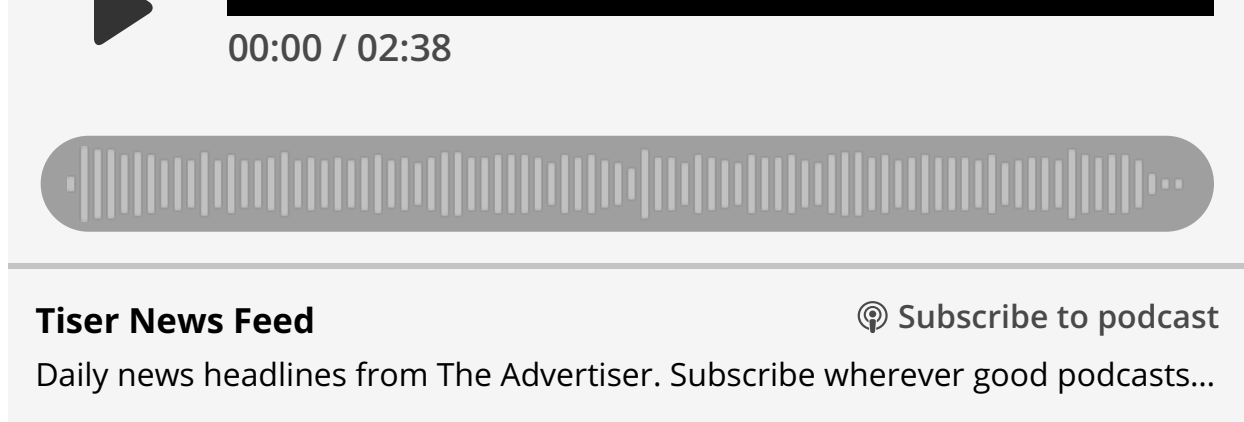 00:00 / 02:38
Tiser News Feed
Subscribe to podcast
Daily news headlines from The Advertiser. Subscribe wherever good podcasts...